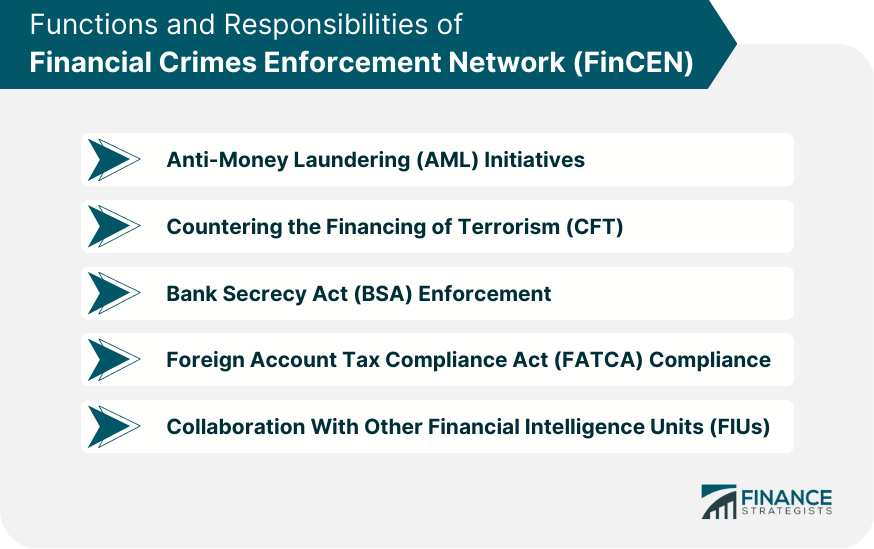 Functions and Responsibilities of
Financial Crimes Enforcement Network (FinCEN)
Anti-Money Laundering (AML) Initiatives
Countering the Financing of Terrorism (CFT)
Bank Secrecy Act (BSA) Enforcement
Foreign Account Tax Compliance Act (FATCA) Compliance
Collaboration With Other Financial Intelligence Units (FIUs)
FINANCE
STRATEGISTS